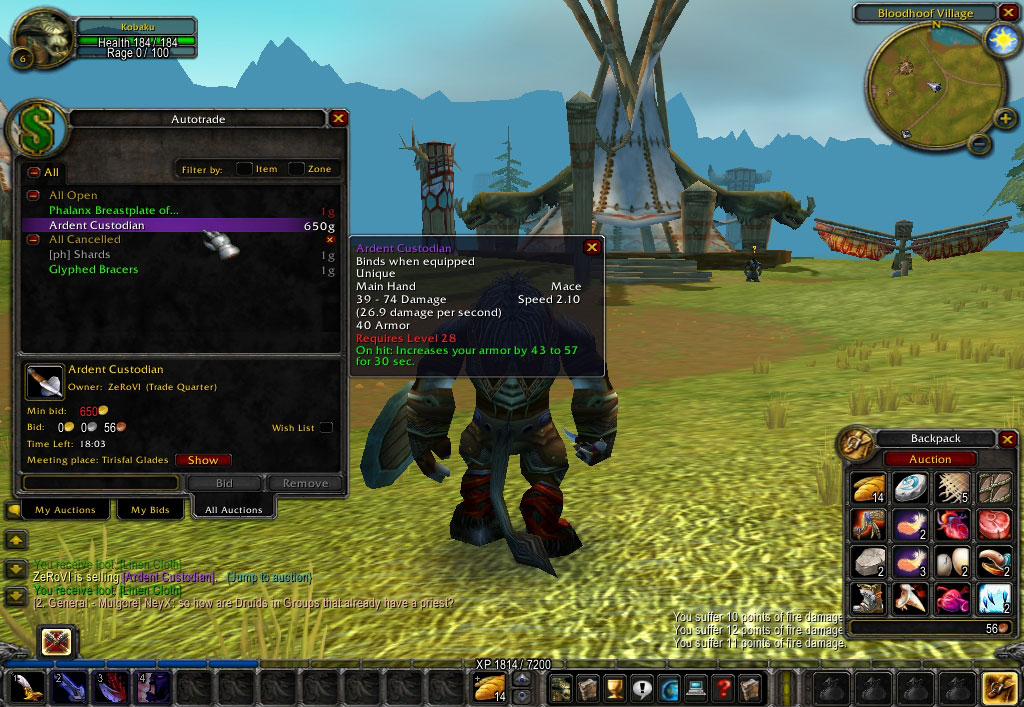 Kobaku
Health 184 / 184
Rage 0 / 100
6
Bloodhoof Village
N
Autotrade
All
Filter by:
Item
Zone
All Open
Phalanx Breastplate of...
1g
Ardent Custodian
650g
All Cancelled
[ph] Shards
1g
Glyphed Bracers
1g
Ardent Custodian
Binds when equipped
Unique
Main Hand
Mace
39 - 74 Damage
Speed 2.10
(26.9 damage per second)
40 Armor
Requires Level 28
On hit: Increases your armor by 43 to 57
for 30 sec.
Ardent Custodian
Owner: ZeRoVI (Trade Quarter)
Min bid: 650
Bid: 0 0 56
Wish List
Time Left: 18:03
Meeting place: Tirisfal Glades
Show
Bid
Remove
My Auctions
My Bids
All Auctions
You receive loot: [Linen Cloth]
ZeRoVI is selling [Ardent Custodian]. (Jump to auction)
You receive loot: [Linen Cloth]
[2. General - Mulgore] NeyX: so how are Druids in Groups that already have a priest?
You suffer 10 points of fire damage.
You suffer 12 points of fire damage.
You suffer 11 points of fire damage.
Backpack
Auction
14
5
2
2
3
2
2
2
56
XP 1814 / 7200
2
3
4
14